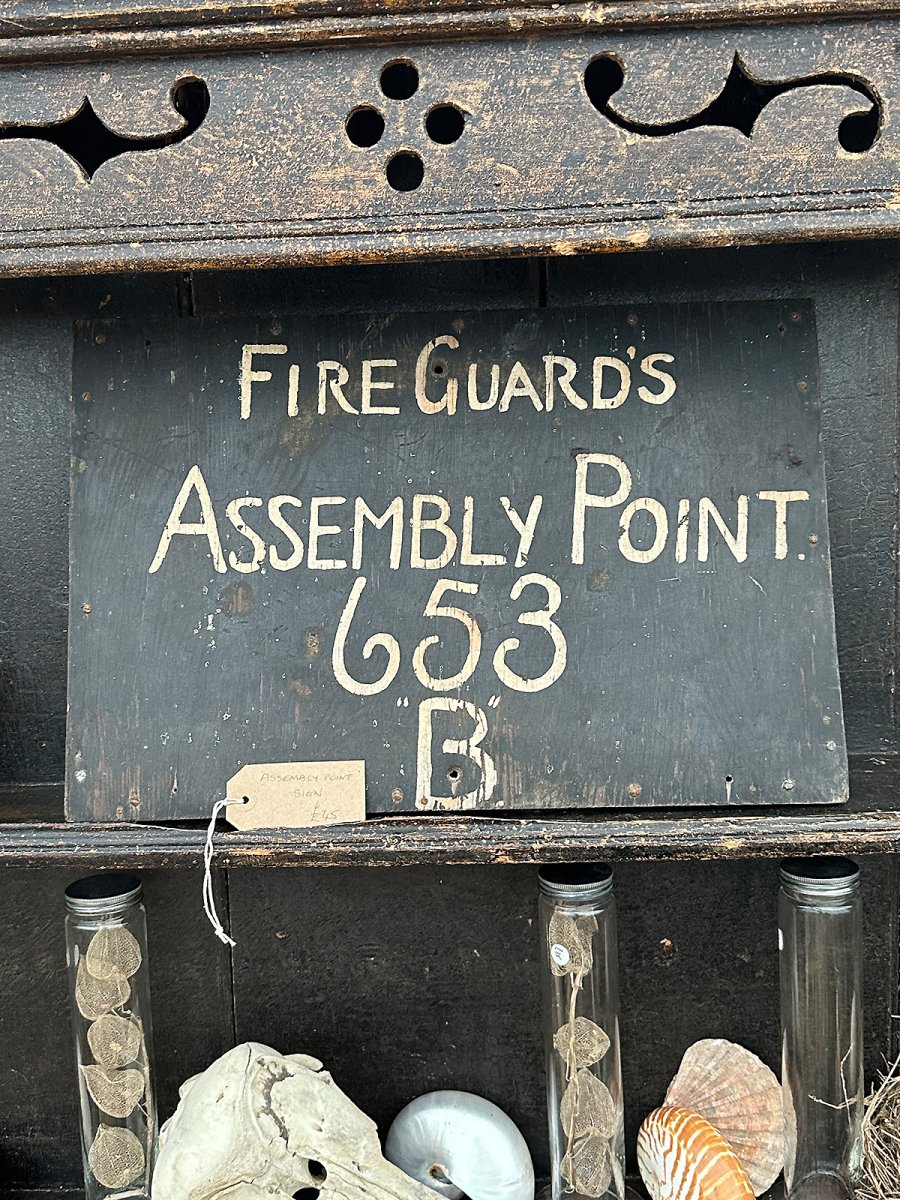 FIRE GUARD'S
ASSEMBLY POINT.
653
"B"
ASSEMBLY POINT
SIGN
£45